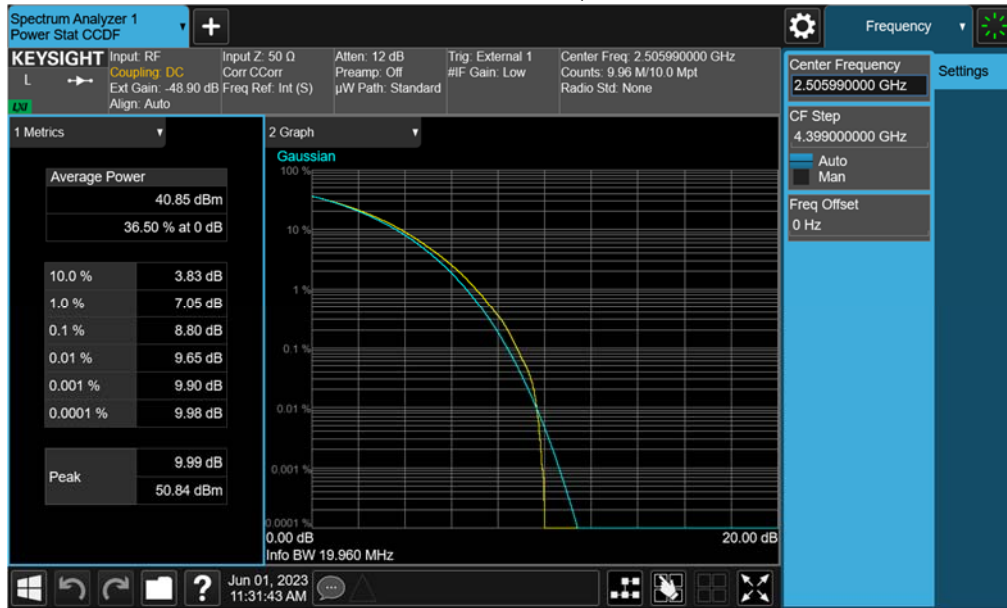 Spectrum Analyzer 1
Power Stat CCDF
Frequency
KEYSIGHT
L
LXI
Input: RF
Coupling: DC
Ext Gain: -48.90 dB
Align: Auto
Input Z: 50 Ω
Corr CCorr
Freq Ref: Int (S)
Atten: 12 dB
Preamp: Off
µW Path: Standard
Trig: External 1
#IF Gain: Low
Center Freq: 2.505990000 GHz
Counts: 9.96 M/10.0 Mpt
Radio Std: None
Center Frequency
2.505990000 GHz
Settings
CF Step
4.399000000 GHz
Auto
Man
Freq Offset
0 Hz
1 Metrics
Average Power
40.85 dBm
36.50 % at 0 dB
10.0 % 3.83 dB
1.0 % 7.05 dB
0.1 % 8.80 dB
0.01 % 9.65 dB
0.001 % 9.90 dB
0.0001 % 9.98 dB
Peak
9.99 dB
50.84 dBm
2 Graph
Gaussian
100 %
10 %
1 %
0.1 %
0.01 %
0.001 %
0.0001 %
0.00 dB 20.00 dB
Info BW 19.960 MHz
Jun 01, 2023
11:31:43 AM